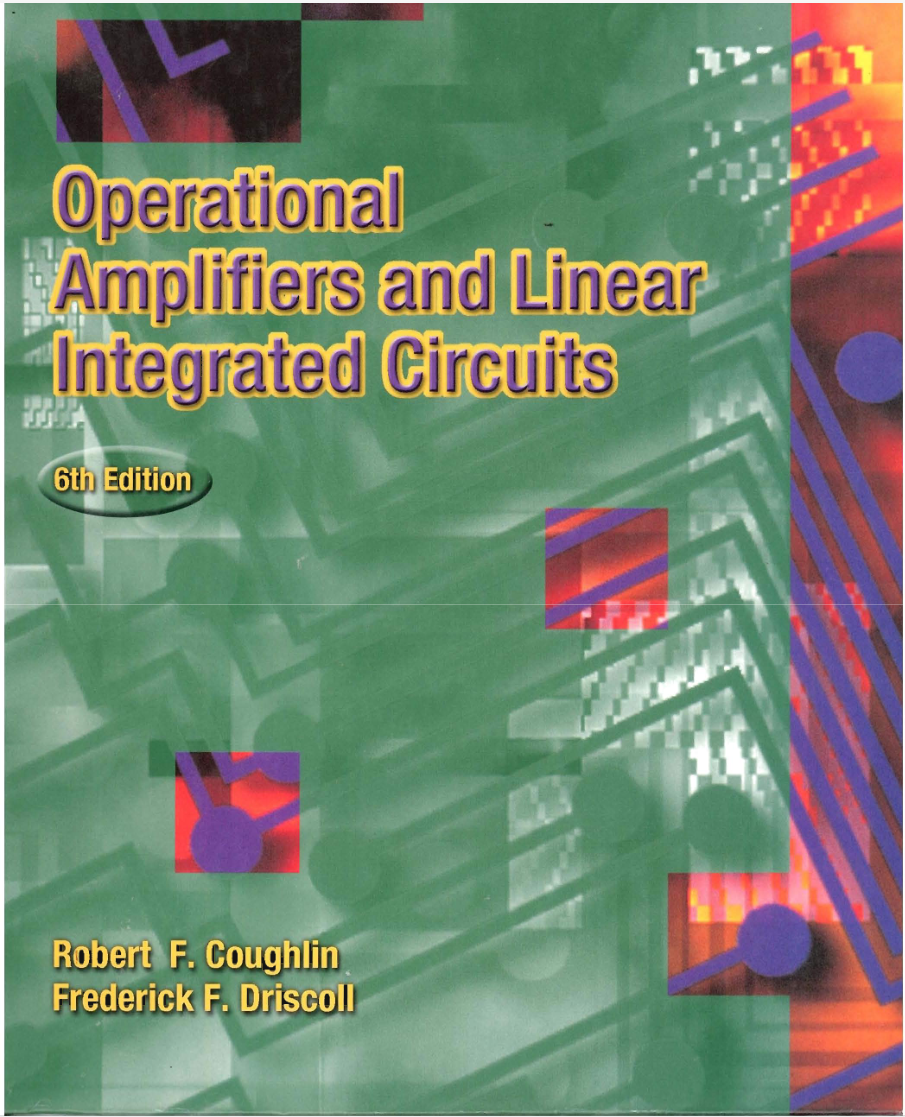 Operational
Amplifiers and Linear
Integrated Circuits
6th Edition
Robert F. Coughlin
Frederick F. Driscoll